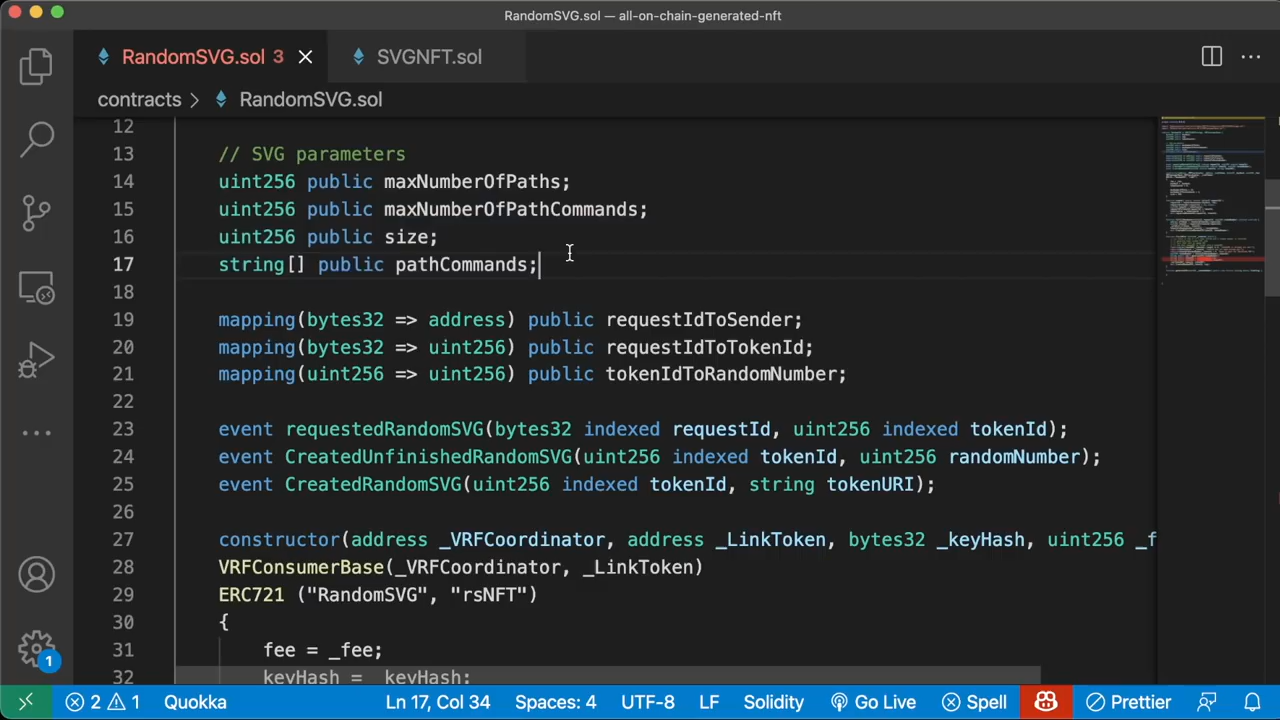 RandomSVG.sol — all-on-chain-generated-nft
RandomSVG.sol 3
SVGNFT.sol
contracts > RandomSVG.sol
12
13 // SVG parameters
14 uint256 public maxNumberOfPaths;
15 uint256 public maxNumberOfPathCommands;
16 uint256 public size;
17 string[] public pathCommands;
18
19 mapping(bytes32 => address) public requestIdToSender;
20 mapping(bytes32 => uint256) public requestIdToTokenId;
21 mapping(uint256 => uint256) public tokenIdToRandomNumber;
22
23 event requestedRandomSVG(bytes32 indexed requestId, uint256 indexed tokenId);
24 event CreatedUnfinishedRandomSVG(uint256 indexed tokenId, uint256 randomNumber);
25 event CreatedRandomSVG(uint256 indexed tokenId, string tokenURI);
26
27 constructor(address _VRFCoordinator, address _LinkToken, bytes32 _keyHash, uint256 _f
28 VRFConsumerBase(_VRFCoordinator, _LinkToken)
29 ERC721 ("RandomSVG", "rsNFT")
30 {
31 fee = _fee;
32 keyHash = _keyHash;
1
2 1 Quokka Ln 17, Col 34 Spaces: 4 UTF-8 LF Solidity Go Live Spell Prettier